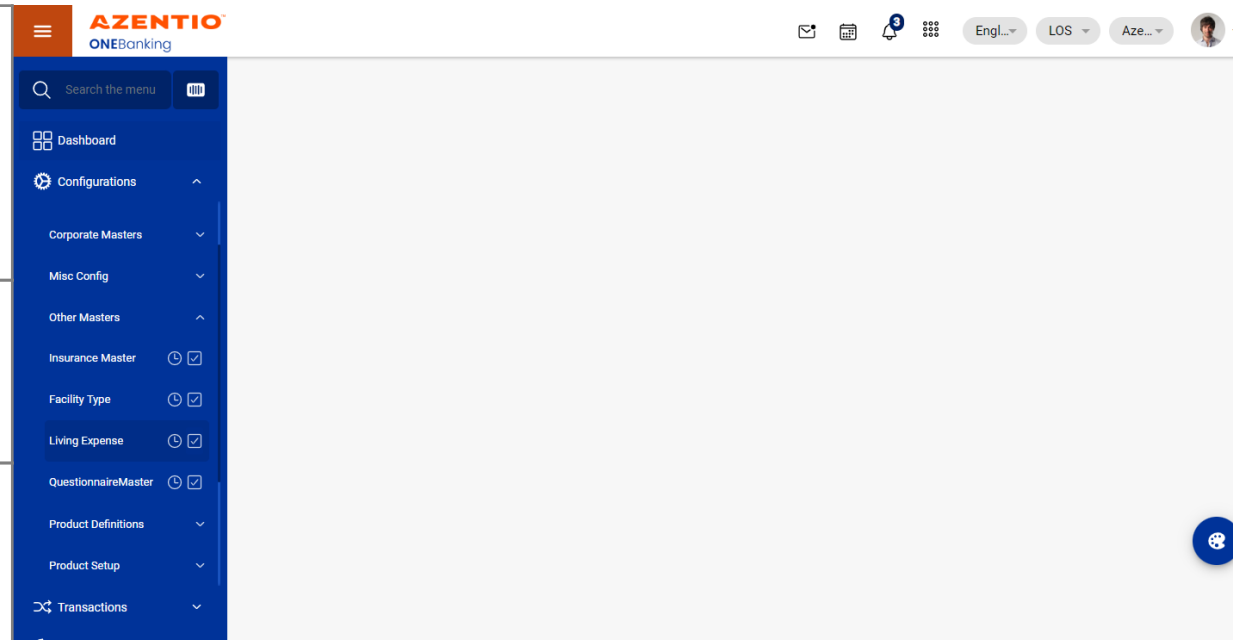 AZENTIO
ONEBanking
3
Engl...
LOS
Aze...
Search the menu
Dashboard
Configurations
Corporate Masters
Misc Config
Other Masters
Insurance Master
Facility Type
Living Expense
QuestionnaireMaster
Product Definitions
Product Setup
Transactions